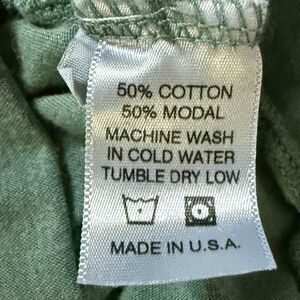 50% COTTON
50% MODAL
MACHINE WASH
IN COLD WATER
TUMBLE DRY LOW
MADE IN U.S.A.